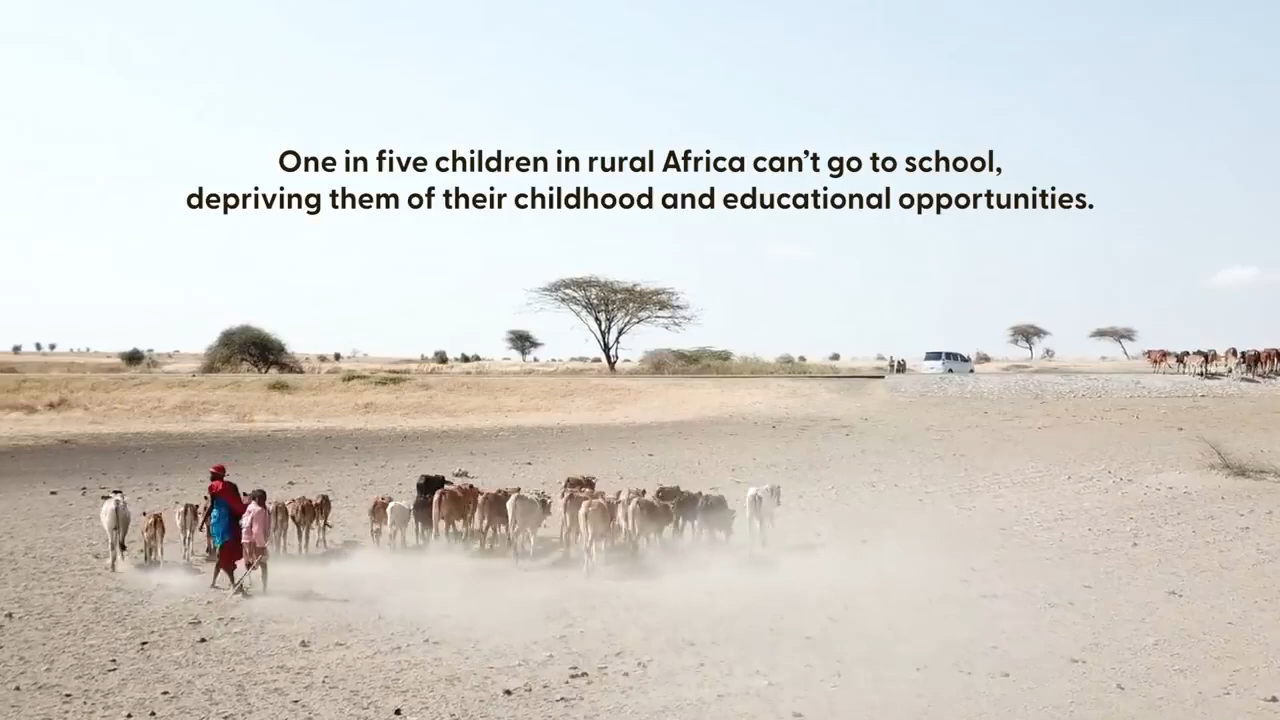 One in five children in rural Africa can’t go to school,
depriving them of their childhood and educational opportunities.